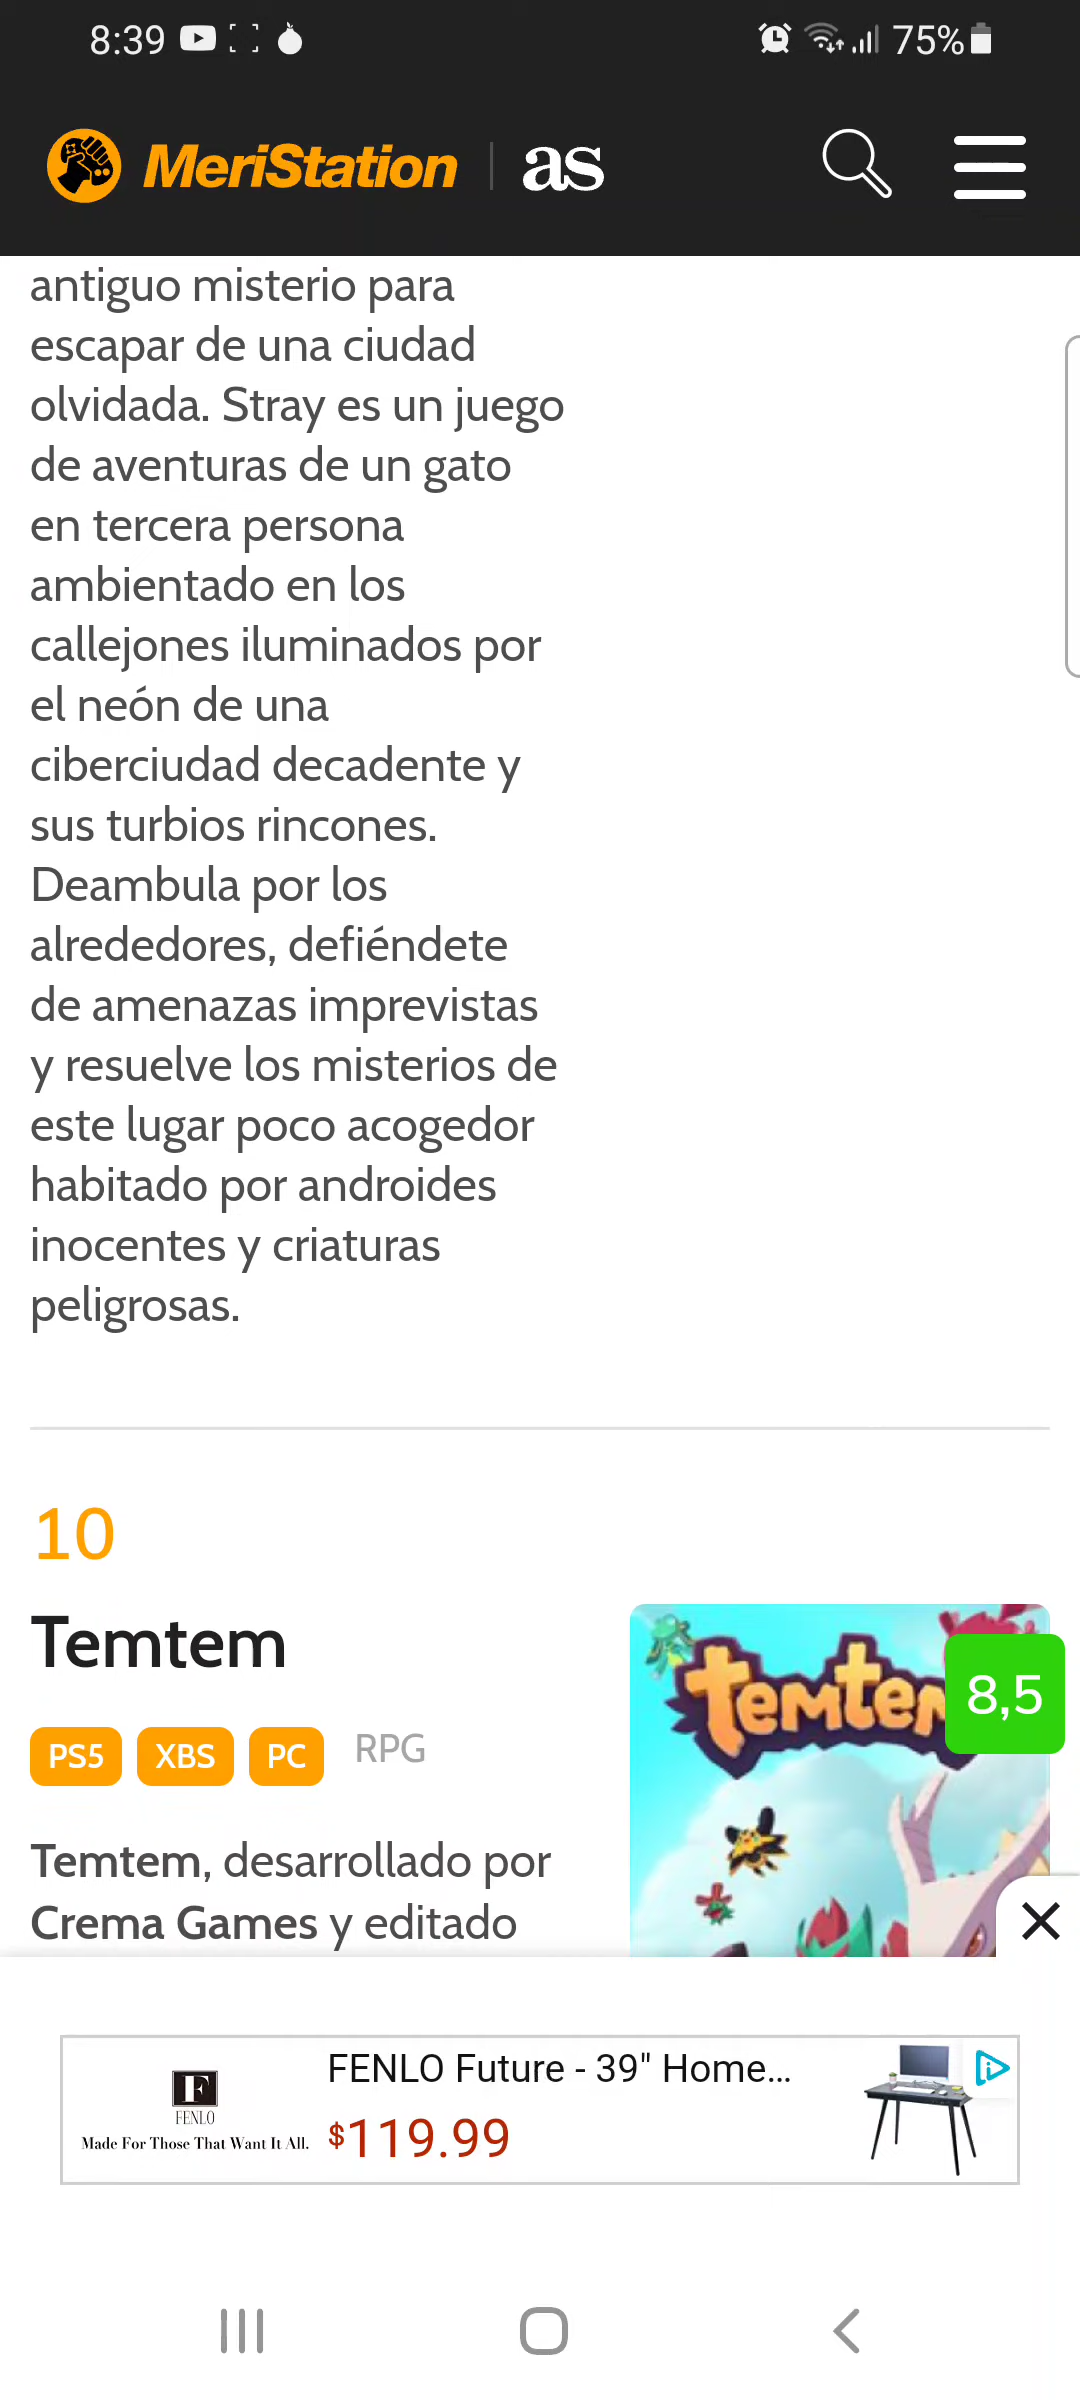 8:39
75%
MeriStation
as
antiguo misterio para
escapar de una ciudad
olvidada. Stray es un juego
de aventuras de un gato
en tercera persona
ambientado en los
callejones iluminados por
el neón de una
ciberciudad decadente y
sus turbios rincones.
Deambula por los
alrededores, defiéndete
de amenazas imprevistas
y resuelve los misterios de
este lugar poco acogedor
habitado por androides
inocentes y criaturas
peligrosas.
10
Temtem
PS5 XBS PC RPG
Temtem, desarrollado por
Crema Games y editado
temtem
8,5
F
FENLO
Made For Those That Want It All.
FENLO Future - 39" Home...
$119.99